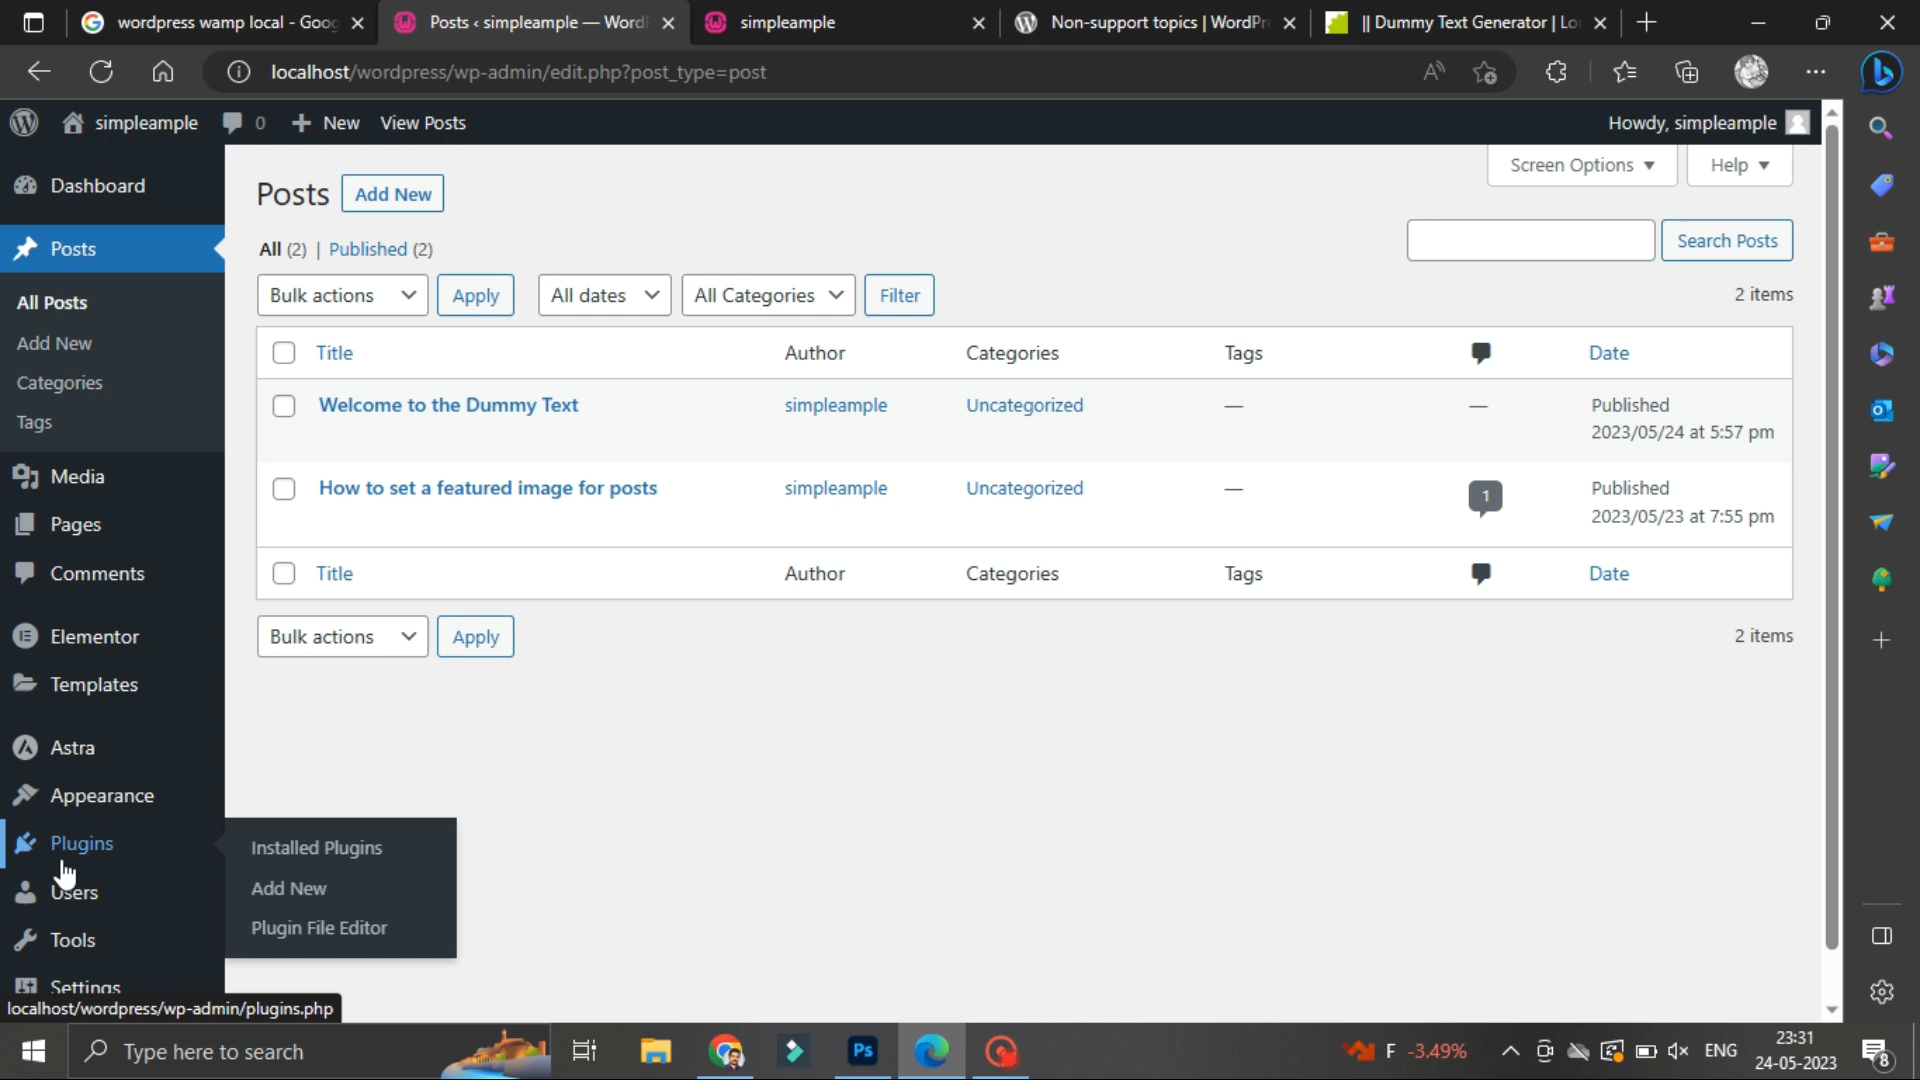 wordpress wamp local - Goog
Posts ‹ simpleample — Word
simpleample
Non-support topics | WordPr
|| Dummy Text Generator | Lo
localhost/wordpress/wp-admin/edit.php?post_type=post
simpleample
0
New
View Posts
Howdy, simpleample
Screen Options
Help
Dashboard
Posts
All Posts
Add New
Categories
Tags
Media
Pages
Comments
Elementor
Templates
Astra
Appearance
Plugins
Users
Tools
Settings
Posts
Add New
All (2) | Published (2)
Search Posts
Bulk actions
Apply
All dates
All Categories
Filter
2 items
Title Author Categories Tags Date
Welcome to the Dummy Text simpleample Uncategorized — — Published
2023/05/24 at 5:57 pm
How to set a featured image for posts simpleample Uncategorized — 1 Published
2023/05/23 at 7:55 pm
Title Author Categories Tags Date
Bulk actions
Apply
2 items
Installed Plugins
Add New
Plugin File Editor
localhost/wordpress/wp-admin/plugins.php
Type here to search
Ps
F -3.49%
ENG
23:31
24-05-2023
8